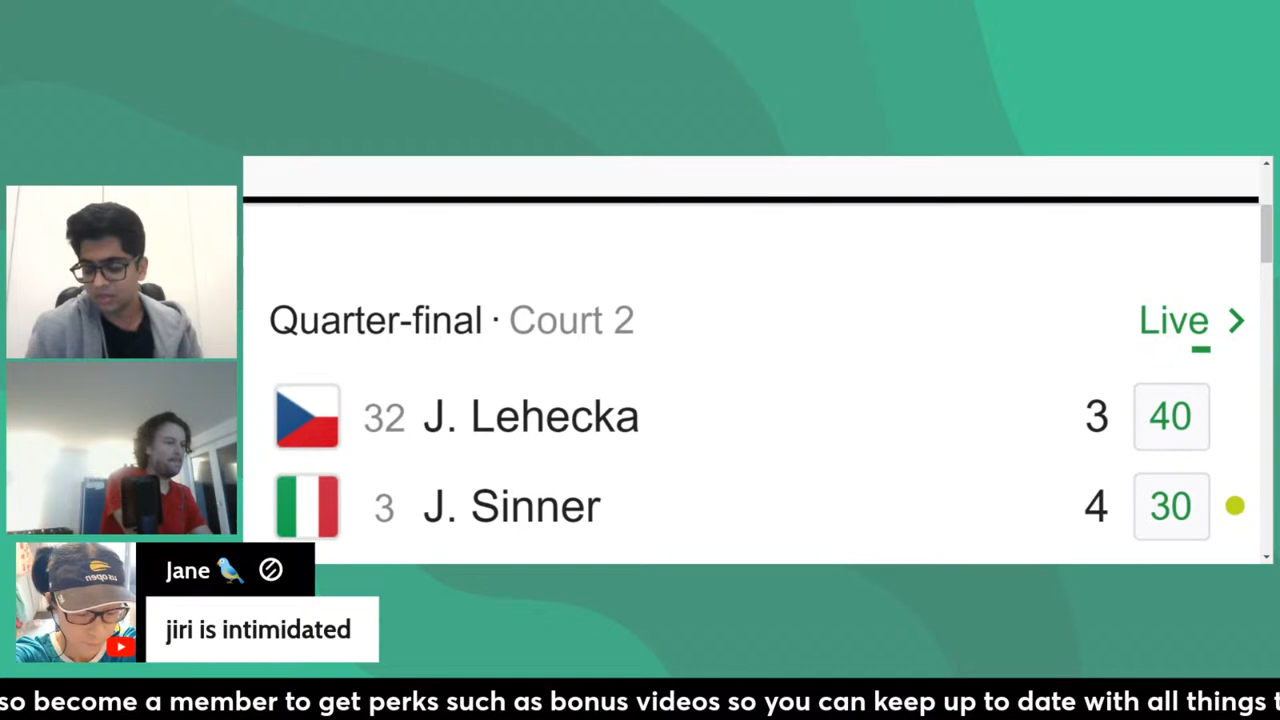 Quarter-final · Court 2
Live
32 J. Lehecka 3 40
3 J. Sinner 4 30
Jane
jiri is intimidated
so become a member to get perks such as bonus videos so you can keep up to date with all things t